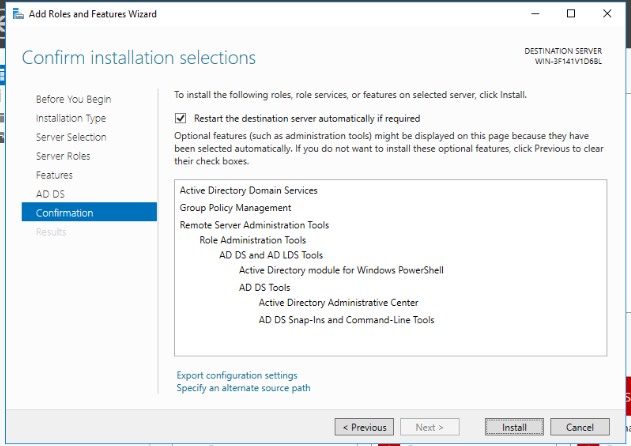 Add Roles and Features Wizard
Confirm installation selections
DESTINATION SERVER
WIN-3F141V1D6BL
Before You Begin
Installation Type
Server Selection
Server Roles
Features
AD DS
Confirmation
Results
To install the following roles, role services, or features on selected server, click Install.
Restart the destination server automatically if required
Optional features (such as administration tools) might be displayed on this page because they have
been selected automatically. If you do not want to install these optional features, click Previous to clear
their check boxes.
Active Directory Domain Services
Group Policy Management
Remote Server Administration Tools
Role Administration Tools
AD DS and AD LDS Tools
Active Directory module for Windows PowerShell
AD DS Tools
Active Directory Administrative Center
AD DS Snap-Ins and Command-Line Tools
Export configuration settings
Specify an alternate source path
< Previous
Next >
Install
Cancel